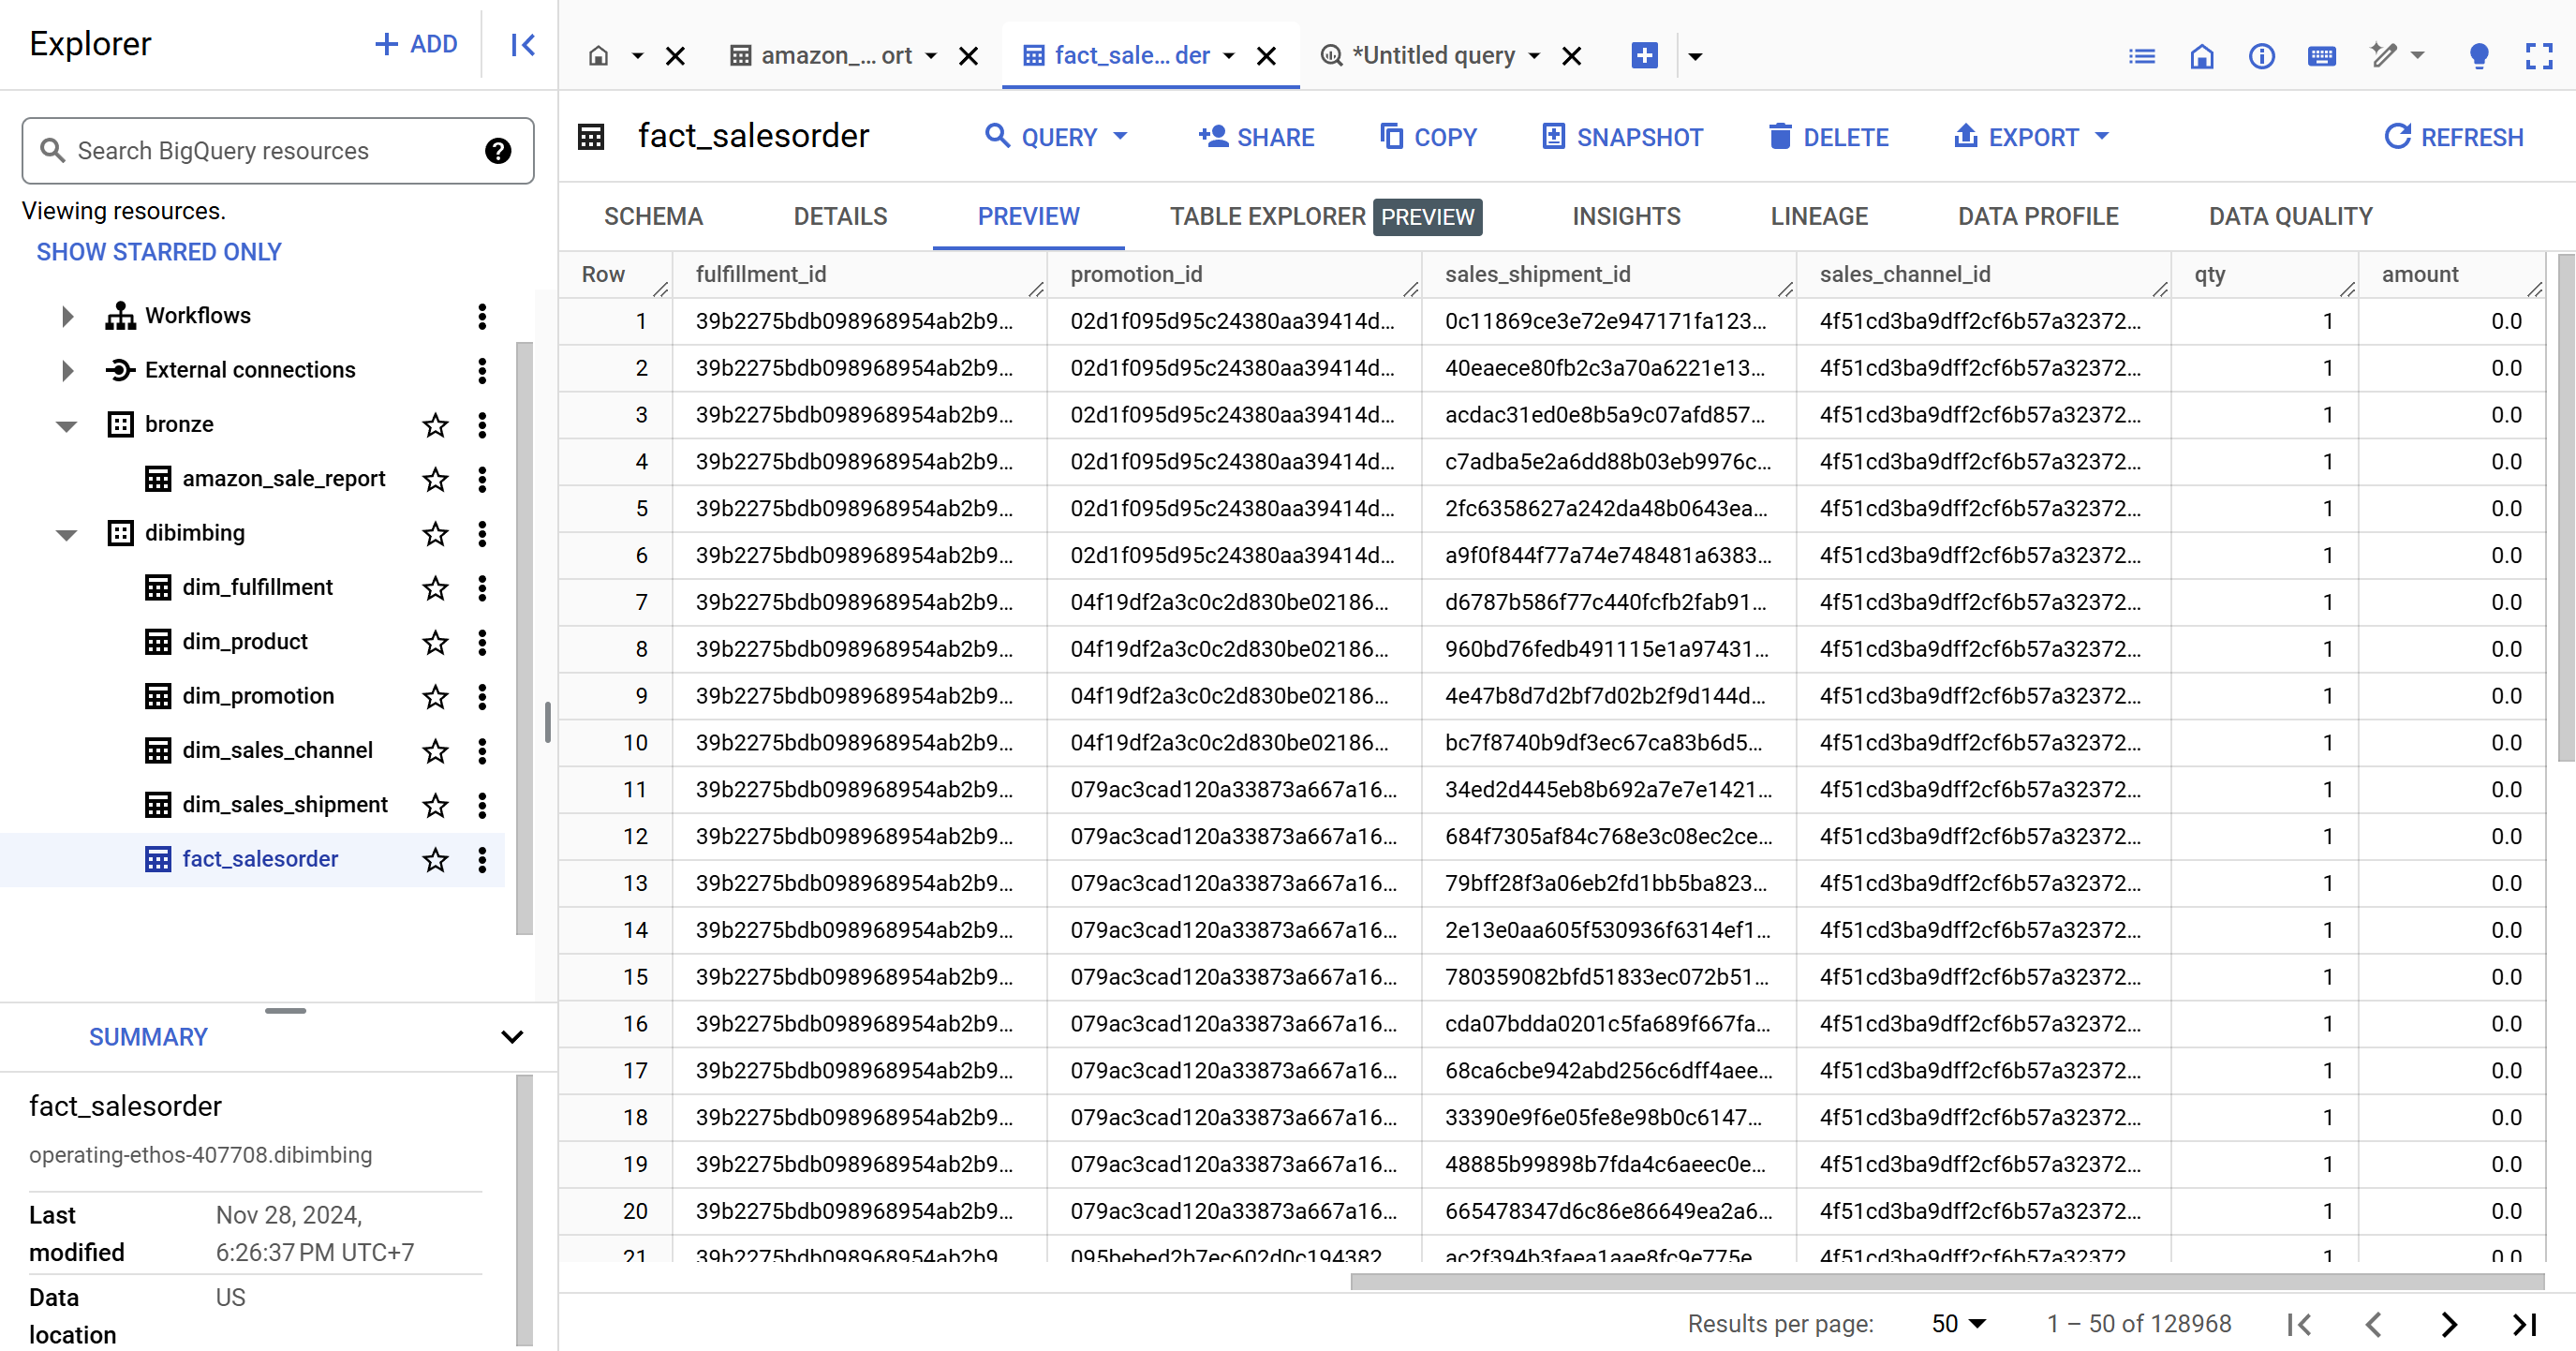 Explorer
ADD
Search BigQuery resources
Viewing resources.
SHOW STARRED ONLY
Workflows
External connections
bronze
amazon_sale_report
dibimbing
dim_fulfillment
dim_product
dim_promotion
dim_sales_channel
dim_sales_shipment
fact_salesorder
SUMMARY
fact_salesorder
operating-ethos-407708.dibimbing
Last modified Nov 28, 2024, 6:26:37 PM UTC+7
Data location US
amazon_... ort fact_sale... der *Untitled query
fact_salesorder QUERY SHARE COPY SNAPSHOT DELETE EXPORT REFRESH
SCHEMA DETAILS PREVIEW TABLE EXPLORER PREVIEW INSIGHTS LINEAGE DATA PROFILE DATA QUALITY
Row fulfillment_id promotion_id sales_shipment_id sales_channel_id qty amount
1 39b2275bdb098968954ab2b9... 02d1f095d95c24380aa39414d... 0c11869ce3e72e947171fa123... 4f51cd3ba9dff2cf6b57a32372... 1 0.0
2 39b2275bdb098968954ab2b9... 02d1f095d95c24380aa39414d... 40eaece80fb2c3a70a6221e13... 4f51cd3ba9dff2cf6b57a32372... 1 0.0
3 39b2275bdb098968954ab2b9... 02d1f095d95c24380aa39414d... acdac31ed0e8b5a9c07afd857... 4f51cd3ba9dff2cf6b57a32372... 1 0.0
4 39b2275bdb098968954ab2b9... 02d1f095d95c24380aa39414d... c7adba5e2a6dd88b03eb9976c... 4f51cd3ba9dff2cf6b57a32372... 1 0.0
5 39b2275bdb098968954ab2b9... 02d1f095d95c24380aa39414d... 2fc6358627a242da48b0643ea... 4f51cd3ba9dff2cf6b57a32372... 1 0.0
6 39b2275bdb098968954ab2b9... 02d1f095d95c24380aa39414d... a9f0f844f77a74e748481a6383... 4f51cd3ba9dff2cf6b57a32372... 1 0.0
7 39b2275bdb098968954ab2b9... 04f19df2a3c0c2d830be02186... d6787b586f77c440fcfb2fab91... 4f51cd3ba9dff2cf6b57a32372... 1 0.0
8 39b2275bdb098968954ab2b9... 04f19df2a3c0c2d830be02186... 960bd76fedb491115e1a97431... 4f51cd3ba9dff2cf6b57a32372... 1 0.0
9 39b2275bdb098968954ab2b9... 04f19df2a3c0c2d830be02186... 4e47b8d7d2bf7d02b2f9d144d... 4f51cd3ba9dff2cf6b57a32372... 1 0.0
10 39b2275bdb098968954ab2b9... 04f19df2a3c0c2d830be02186... bc7f8740b9df3ec67ca83b6d5... 4f51cd3ba9dff2cf6b57a32372... 1 0.0
11 39b2275bdb098968954ab2b9... 079ac3cad120a33873a667a16... 34ed2d445eb8b692a7e7e1421... 4f51cd3ba9dff2cf6b57a32372... 1 0.0
12 39b2275bdb098968954ab2b9... 079ac3cad120a33873a667a16... 684f7305af84c768e3c08ec2ce... 4f51cd3ba9dff2cf6b57a32372... 1 0.0
13 39b2275bdb098968954ab2b9... 079ac3cad120a33873a667a16... 79bff28f3a06eb2fd1bb5ba823... 4f51cd3ba9dff2cf6b57a32372... 1 0.0
14 39b2275bdb098968954ab2b9... 079ac3cad120a33873a667a16... 2e13e0aa605f530936f6314ef1... 4f51cd3ba9dff2cf6b57a32372... 1 0.0
15 39b2275bdb098968954ab2b9... 079ac3cad120a33873a667a16... 780359082bfd51833ec072b51... 4f51cd3ba9dff2cf6b57a32372... 1 0.0
16 39b2275bdb098968954ab2b9... 079ac3cad120a33873a667a16... cda07bdda0201c5fa689f667fa... 4f51cd3ba9dff2cf6b57a32372... 1 0.0
17 39b2275bdb098968954ab2b9... 079ac3cad120a33873a667a16... 68ca6cbe942abd256c6dff4aee... 4f51cd3ba9dff2cf6b57a32372... 1 0.0
18 39b2275bdb098968954ab2b9... 079ac3cad120a33873a667a16... 33390e9f6e05fe8e98b0c6147... 4f51cd3ba9dff2cf6b57a32372... 1 0.0
19 39b2275bdb098968954ab2b9... 079ac3cad120a33873a667a16... 48885b99898b7fda4c6aeec0e... 4f51cd3ba9dff2cf6b57a32372... 1 0.0
20 39b2275bdb098968954ab2b9... 079ac3cad120a33873a667a16... 665478347d6c86e86649ea2a6... 4f51cd3ba9dff2cf6b57a32372... 1 0.0
21 39b2275bdb098968954ab2b9 095bebed2b7ec602d0c194382 ac2f394b3faea1aae8fc9e775e 4f51cd3ba9dff2cf6b57a32372 1 0.0
Results per page: 50 1 – 50 of 128968